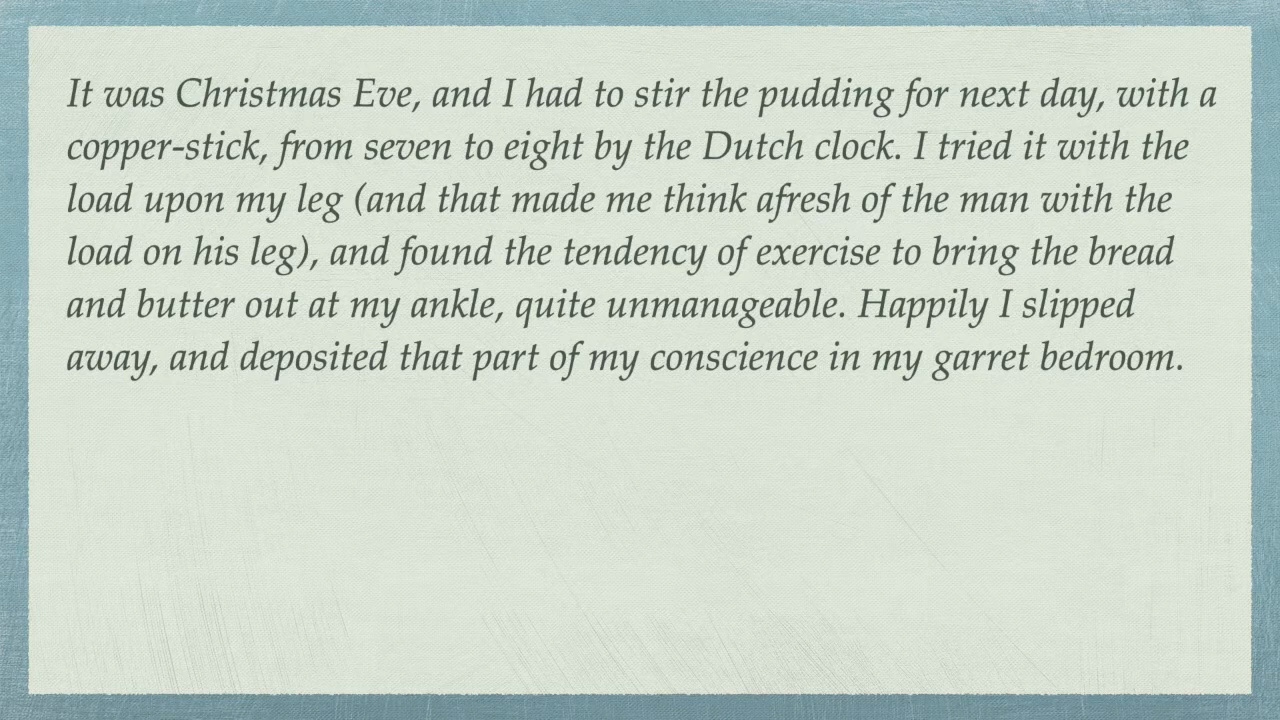 It was Christmas Eve, and I had to stir the pudding for next day, with a
copper-stick, from seven to eight by the Dutch clock. I tried it with the
load upon my leg (and that made me think afresh of the man with the
load on his leg), and found the tendency of exercise to bring the bread
and butter out at my ankle, quite unmanageable. Happily I slipped
away, and deposited that part of my conscience in my garret bedroom.